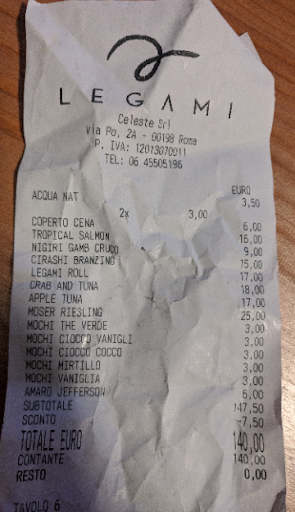 LEGAMI
Celeste Srl
Via Po, 2A - 00198 Roma
P. IVA: 12013070011
TEL: 06 45505196
EURO
ACQUA NAT 3,50
2x 3,00
COPERTO CENA 6,00
TROPICAL SALMON 16,00
NIGIRI GAMB CRUDO 9,00
CIRASHI BRANZINO 15,00
LEGAMI ROLL 17,00
CRAB AND TUNA 18,00
APPLE TUNA 17,00
MOSER RIESLING 25,00
MOCHI THE VERDE 3,00
MOCHI CIOCCO VANIGLI 3,00
MOCHI CIOCCO COCCO 3,00
MOCHI MIRTILLO 3,00
MOCHI VANIGLIA 3,00
AMARO JEFFERSON 6,00
SUBTOTALE 147,50
SCONTO -7,50
TOTALE EURO 140,00
CONTANTE 140,00
RESTO 0,00
TAVOLO 6